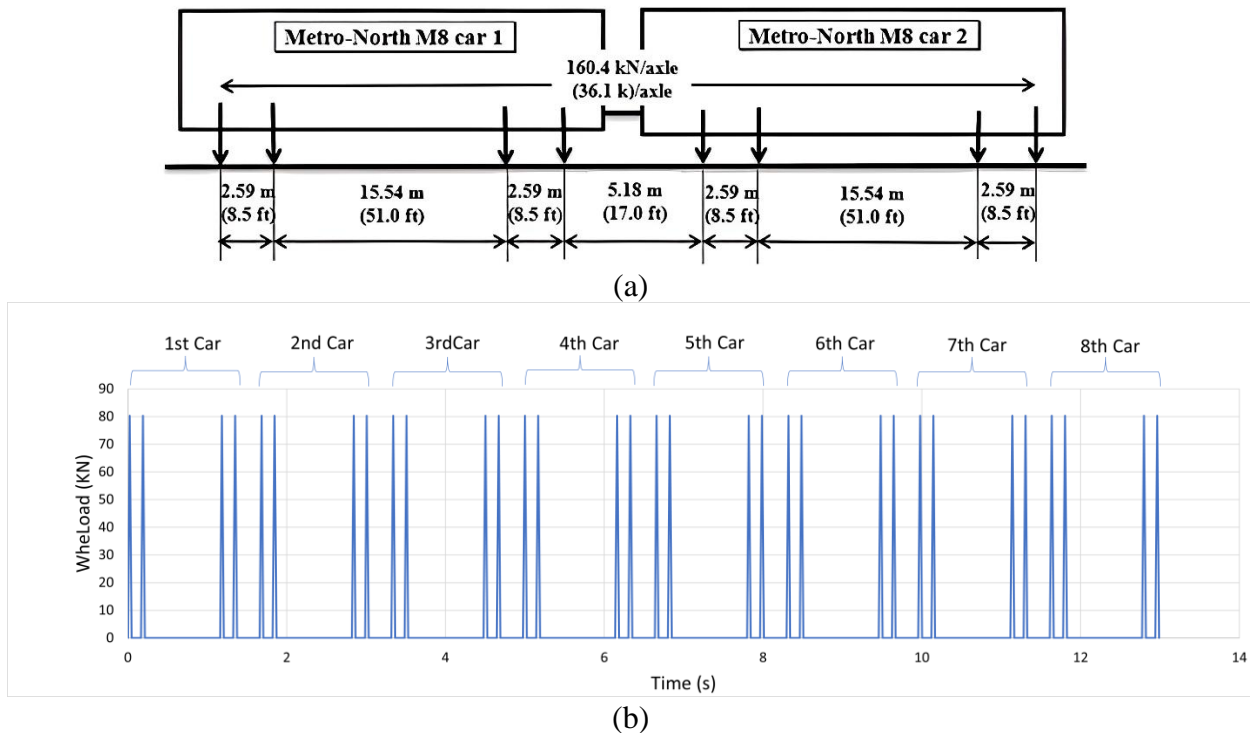 Metro-North M8 car 1
Metro-North M8 car 2
160.4 kN/axle
(36.1 k)/axle
2.59 m
(8.5 ft)
15.54 m
(51.0 ft)
2.59 m
(8.5 ft)
5.18 m
(17.0 ft)
2.59 m
(8.5 ft)
15.54 m
(51.0 ft)
2.59 m
(8.5 ft)
(a)
1st Car
2nd Car
3rdCar
4th Car
5th Car
6th Car
7th Car
8th Car
WheLoad (KN)
90
80
70
60
50
40
30
20
10
0
0 2 4 6 8 10 12 14
Time (s)
(b)